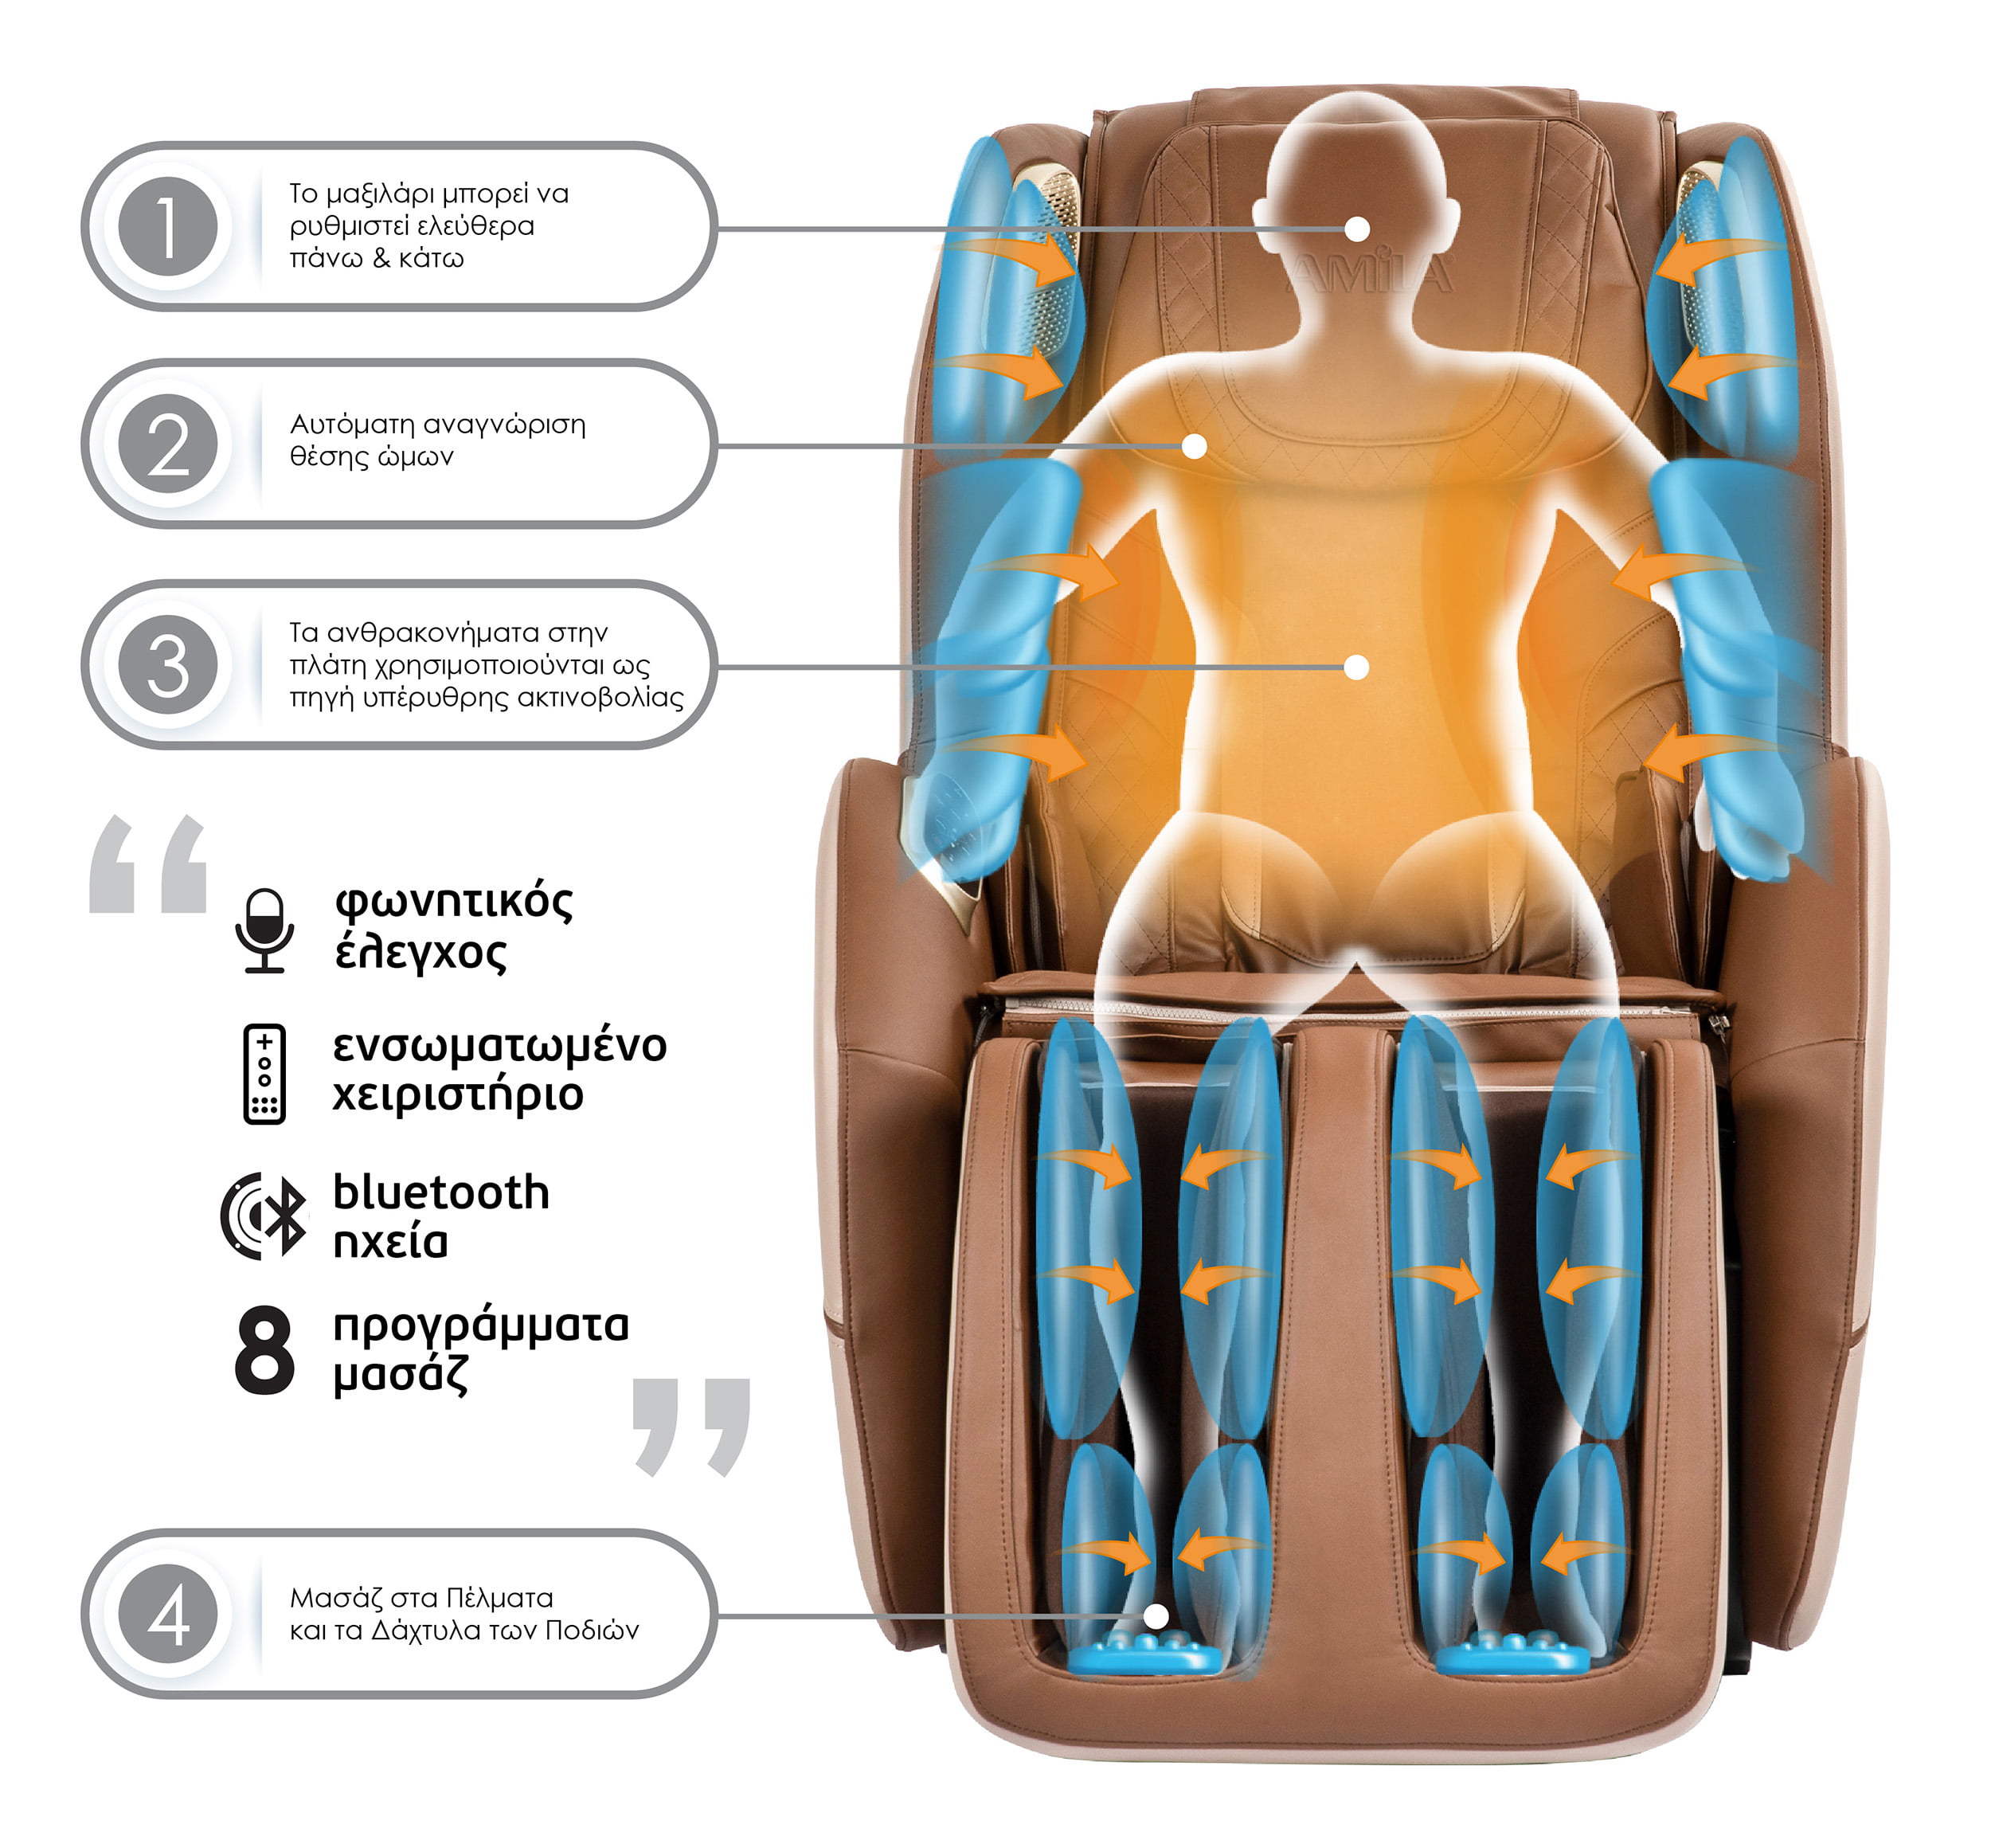 1
Το μαξιλάρι μπορεί να
ρυθμιστεί ελεύθερα
πάνω & κάτω
2
Αυτόματη αναγνώριση
θέσης ώμων
3
Τα ανθρακονήματα στην
πλάτη χρησιμοποιούνται ως
πηγή υπέρυθρης ακτινοβολίας
“
φωνητικός
έλεγχος
ενσωματωμένο
χειριστήριο
bluetooth
ηχεία
8 προγράμματα
μασάζ
”
4
Μασάζ στα Πέλματα
και τα Δάχτυλα των Ποδιών
AMiLA